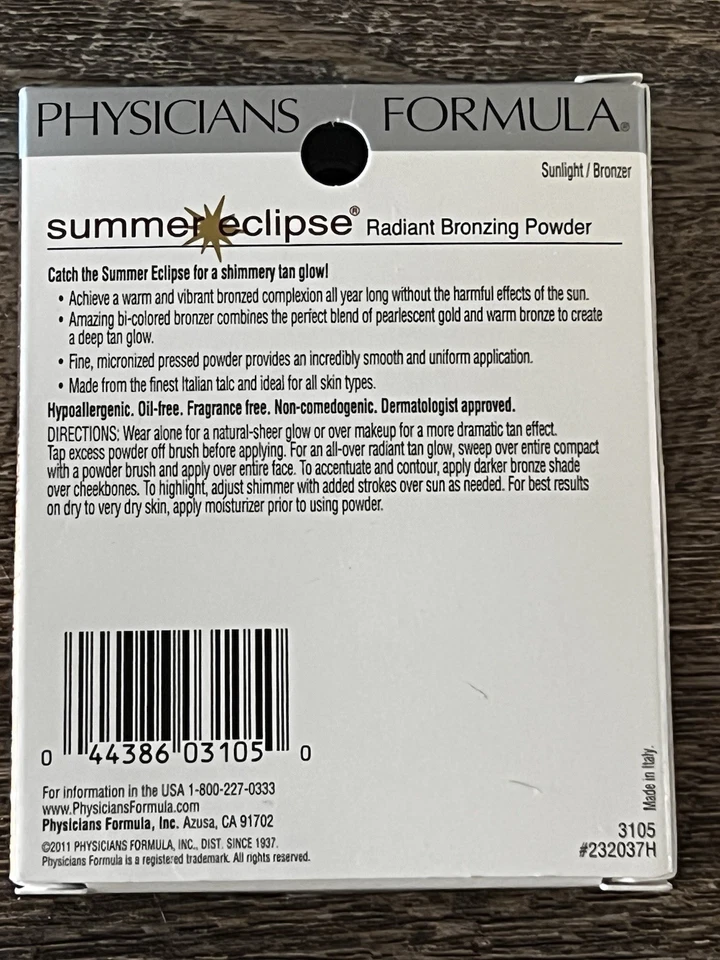 PHYSICIANS FORMULA®
Sunlight / Bronzer
summer eclipse® Radiant Bronzing Powder
Catch the Summer Eclipse for a shimmery tan glow!
• Achieve a warm and vibrant bronzed complexion all year long without the harmful effects of the sun.
• Amazing bi-colored bronzer combines the perfect blend of pearlescent gold and warm bronze to create
a deep tan glow.
• Fine, micronized pressed powder provides an incredibly smooth and uniform application.
• Made from the finest Italian talc and ideal for all skin types.
Hypoallergenic. Oil-free. Fragrance free. Non-comedogenic. Dermatologist approved.
DIRECTIONS: Wear alone for a natural-sheer glow or over makeup for a more dramatic tan effect.
Tap excess powder off brush before applying. For an all-over radiant tan glow, sweep over entire compact
with a powder brush and apply over entire face. To accentuate and contour, apply darker bronze shade
over cheekbones. To highlight, adjust shimmer with added strokes over sun as needed. For best results
on dry to very dry skin, apply moisturizer prior to using powder.
0 44386 03105 0
For information in the USA 1-800-227-0333
www.PhysiciansFormula.com
Physicians Formula, Inc. Azusa, CA 91702
©2011 PHYSICIANS FORMULA, INC., DIST. SINCE 1937.
Physicians Formula is a registered trademark. All rights reserved.
Made in Italy.
3105
#232037H